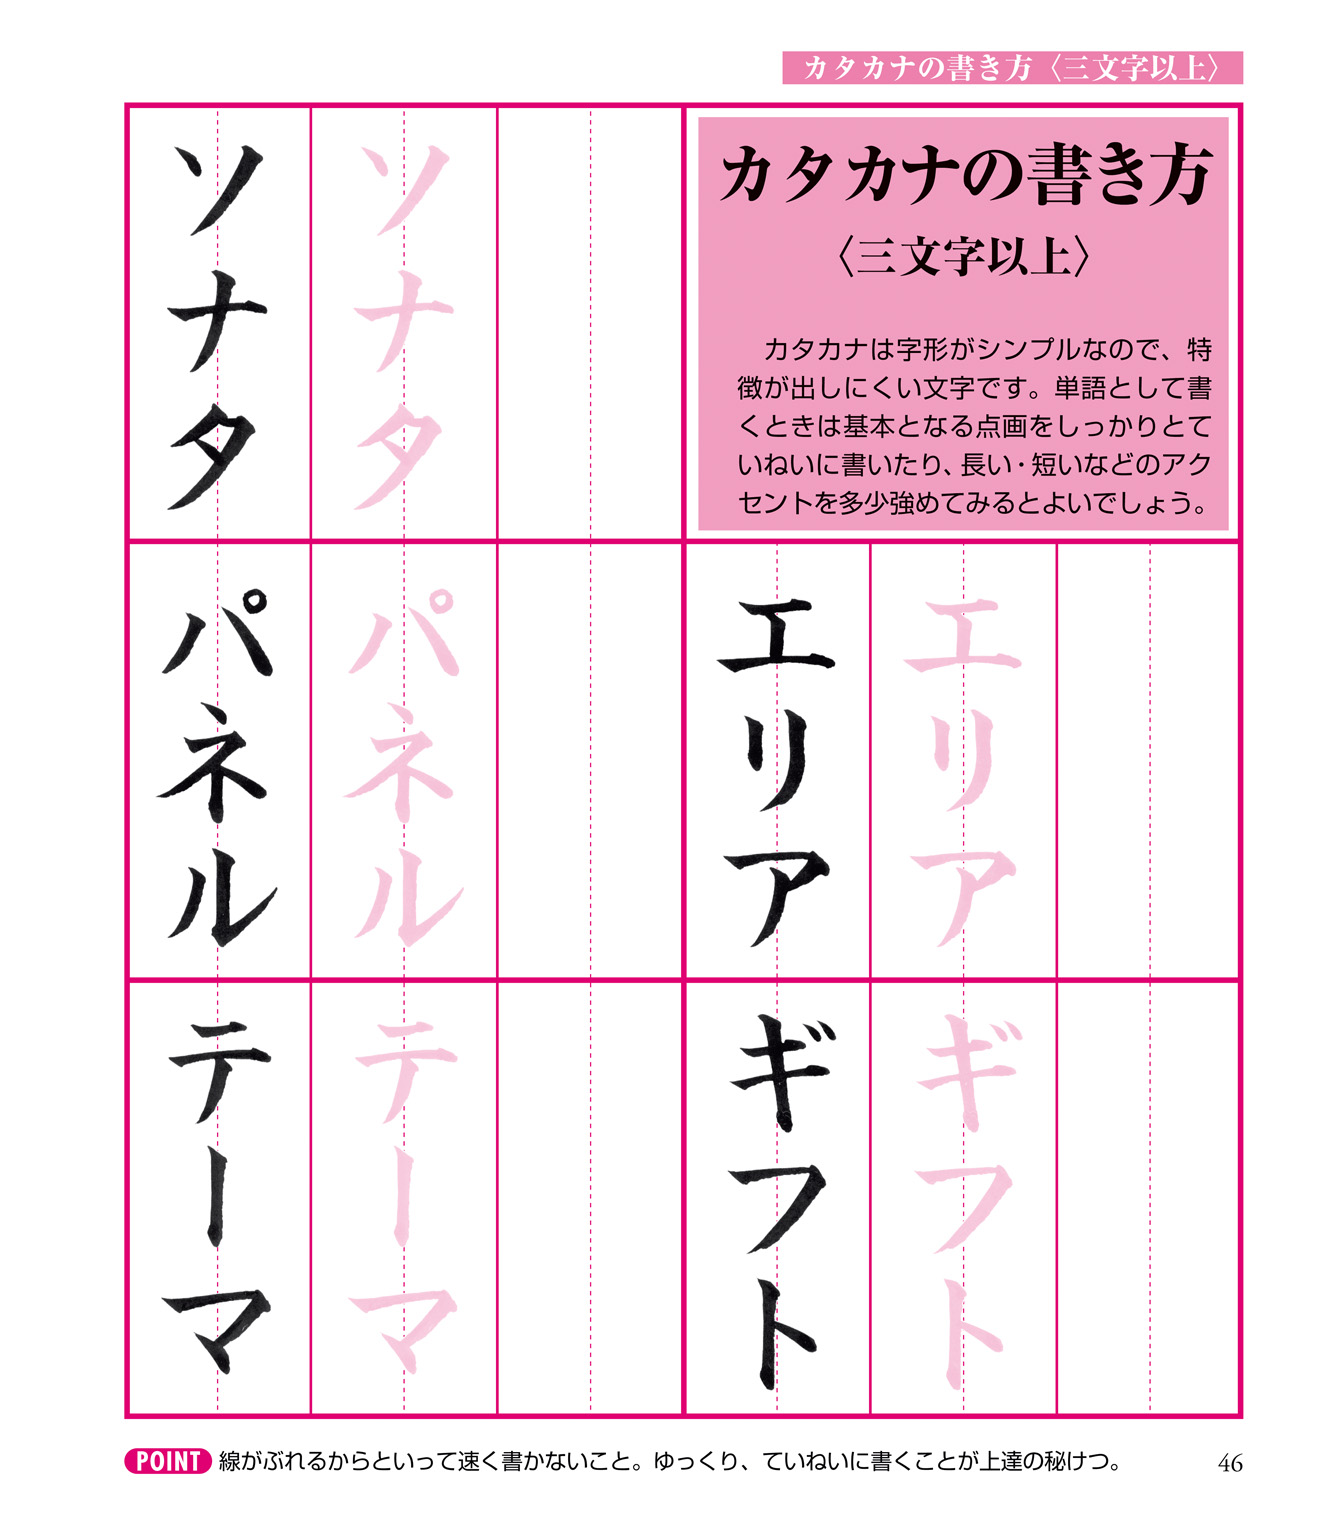 カタカナの書き方〈三文字以上〉
カタカナの書き方
〈三文字以上〉
カタカナは字形がシンプルなので、特
徴が出しにくい文字です。単語として書
くときは基本となる点画をしっかりとて
いねいに書いたり、長い・短いなどのアク
セントを多少強めてみるとよいでしょう。
エリア
エリア
ギフト
ギフト
ソナタ
ソナタ
パネル
パネル
テーマ
テーマ
POINT 線がぶれるからといって速く書かないこと。ゆっくり、ていねいに書くことが上達の秘けつ。
46